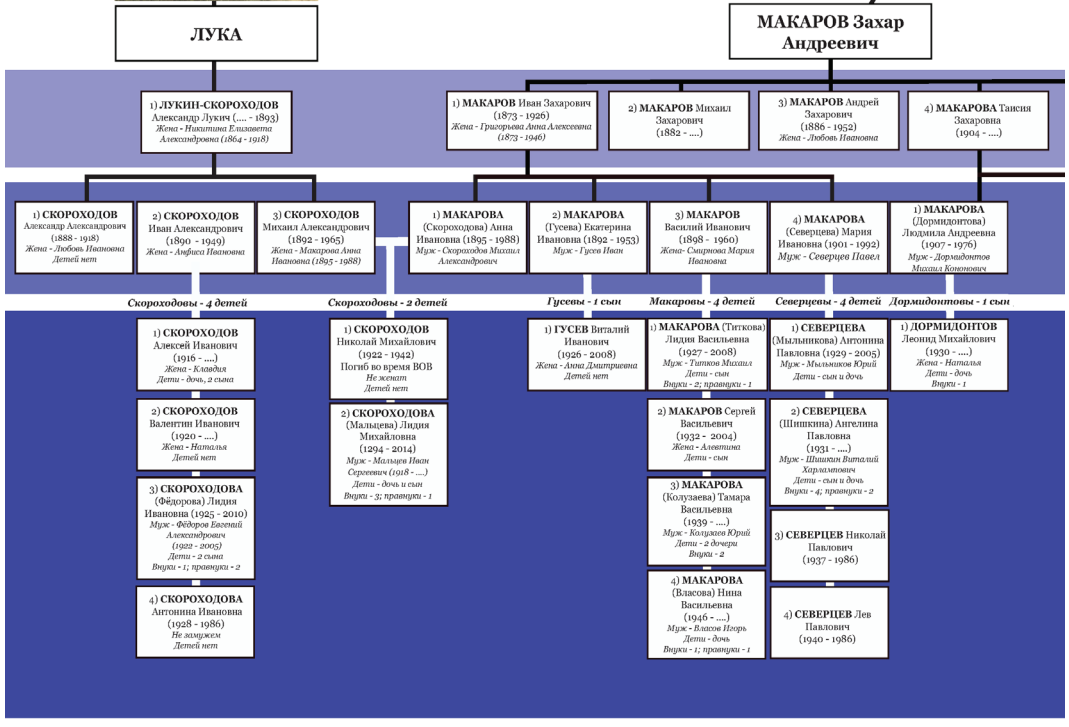 ЛУКА
МАКАРОВ Захар
Андреевич
1) ЛУКИН-СКОРОХОДОВ
Александр Лукич (.... - 1893)
Жена - Никитина Елизавета
Александровна (1864 - 1918)
1) МАКАРОВ Иван Захарович
(1873 - 1926)
Жена - Григорьева Анна Алексеевна
(1873 - 1946)
2) МАКАРОВ Михаил
Захарович
(1882 - ....)
3) МАКАРОВ Андрей
Захарович
(1886 - 1952)
Жена - Любовь Ивановна
4) МАКАРОВА Таисия
Захаровна
(1904 - ....)
1) СКОРОХОДОВ
Александр Александрович
(1888 - 1918)
Жена - Любовь Ивановна
Детей нет
2) СКОРОХОДОВ
Иван Александрович
(1890 - 1949)
Жена - Анфиса Ивановна
3) СКОРОХОДОВ
Михаил Александрович
(1892 - 1965)
Жена - Макарова Анна
Ивановна (1895 - 1988)
1) МАКАРОВА
(Скороходова) Анна
Ивановна (1895 - 1988)
Муж - Скороходов Михаил
Александрович
2) МАКАРОВА
(Гусева) Екатерина
Ивановна (1892 - 1953)
Муж - Гусев Иван
3) МАКАРОВ
Василий Иванович
(1898 - 1960)
Жена- Смирнова Мария
Ивановна
4) МАКАРОВА
(Северцева) Мария
Ивановна (1901 - 1992)
Муж - Северцев Павел
1) МАКАРОВА
(Дормидонтова)
Людмила Андреевна
(1907 - 1976)
Муж - Дормидонтов
Михаил Кононович
Скороходовы - 4 детей
Скороходовы - 2 детей
Гусевы - 1 сын
Макаровы - 4 детей
Северцевы - 4 детей
Дормидонтовы - 1 сын
1) СКОРОХОДОВ
Алексей Иванович
(1916 - ....)
Жена - Клавдия
Дети - дочь, 2 сына
2) СКОРОХОДОВ
Валентин Иванович
(1920 - ....)
Жена - Наталья
Детей нет
3) СКОРОХОДОВА
(Фёдорова) Лидия
Ивановна (1925 - 2010)
Муж - Фёдоров Евгений
Александрович
(1922 - 2005)
Дети - 2 сына
Внуки - 1; правнуки - 2
4) СКОРОХОДОВА
Антонина Ивановна
(1928 - 1986)
Не замужем
Детей нет
1) СКОРОХОДОВ
Николай Михайлович
(1922 - 1942)
Погиб во время ВОВ
Не женат
Детей нет
2) СКОРОХОДОВА
(Мальцева) Лидия
Михайловна
(1294 - 2014)
Муж - Мальцев Иван
Сергеевич (1918 - ....)
Дети - дочь и сын
Внуки - 3; правнуки - 1
1) ГУСЕВ Виталий
Иванович
(1926 - 2008)
Жена - Анна Дмитриевна
Детей нет
1) МАКАРОВА (Титкова)
Лидия Васильевна
(1927 - 2008)
Муж - Титков Михаил
Дети - сын
Внуки - 2; правнуки - 1
2) МАКАРОВ Сергей
Васильевич
(1932 - 2004)
Жена - Алевтина
Дети - сын
3) МАКАРОВА
(Колузаева) Тамара
Васильевна
(1939 - ....)
Муж - Колузаев Юрий
Дети - 2 дочери
Внуки - 2
4) МАКАРОВА
(Власова) Нина
Васильевна
(1946 - ....)
Муж - Власов Игорь
Дети - дочь
Внуки - 1; правнуки - 1
1) СЕВЕРЦЕВА
(Мыльникова) Антонина
Павловна (1929 - 2005)
Муж - Мыльников Юрий
Дети - сын и дочь
2) СЕВЕРЦЕВА
(Шишкина) Ангелина
Павловна
(1931 - ....)
Муж - Шишкин Виталий
Харлампович
Дети - сын и дочь
Внуки - 4; правнуки - 2
3) СЕВЕРЦЕВ Николай
Павлович
(1937 - 1986)
4) СЕВЕРЦЕВ Лев
Павлович
(1940 - 1986)
1) ДОРМИДОНТОВ
Леонид Михайлович
(1930 - ....)
Жена - Наталья
Дети - дочь
Внуки - 1